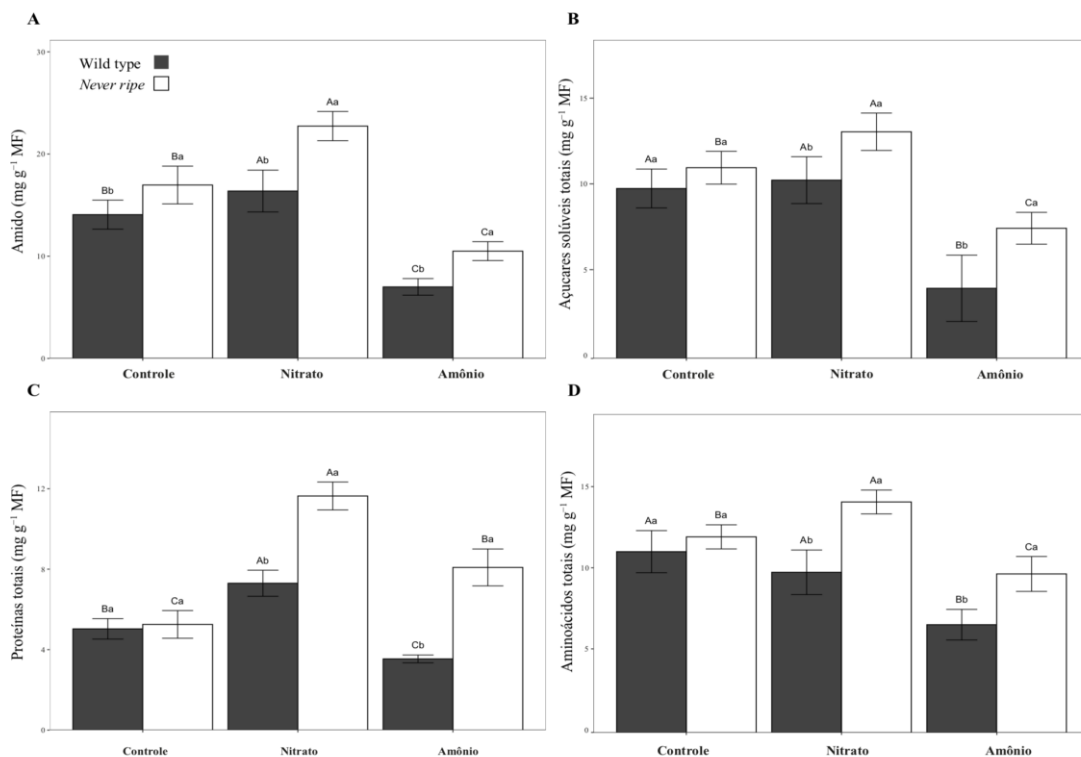 A
Amido (mg g⁻¹ MF)
30
20
10
0
Wild type
Never ripe
Bb
Ba
Ab
Aa
Cb
Ca
Controle
Nitrato
Amônio
B
Açucares solúveis totais (mg g⁻¹ MF)
15
10
5
0
Aa
Ba
Ab
Aa
Bb
Ca
Controle
Nitrato
Amônio
C
Proteínas totais (mg g⁻¹ MF)
12
8
4
0
Ba
Ca
Ab
Aa
Cb
Ba
Controle
Nitrato
Amônio
D
Aminoácidos totais (mg g⁻¹ MF)
15
10
5
0
Aa
Ba
Ab
Aa
Bb
Ca
Controle
Nitrato
Amônio